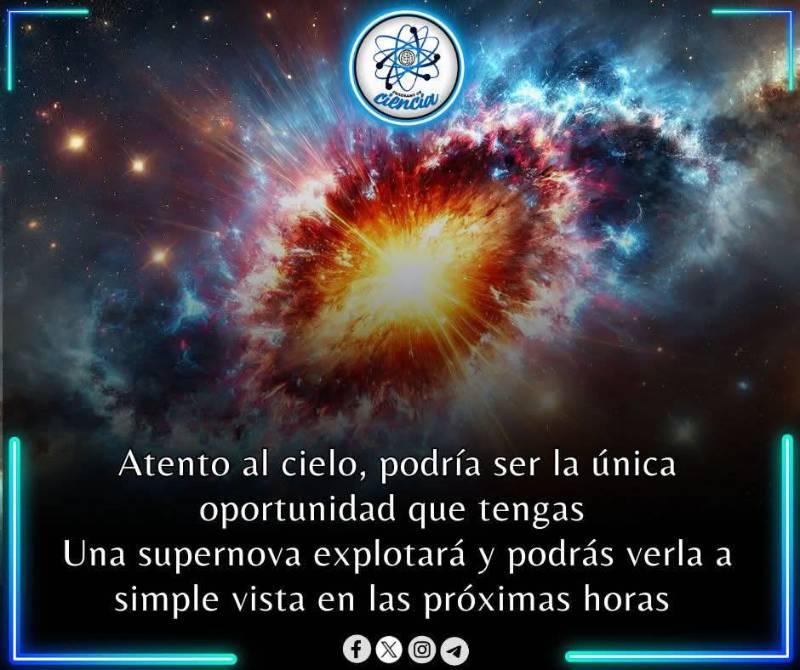 ciencia
Atento al cielo, podría ser la única
oportunidad que tengas
Una supernova explotará y podrás verla a
simple vista en las próximas horas